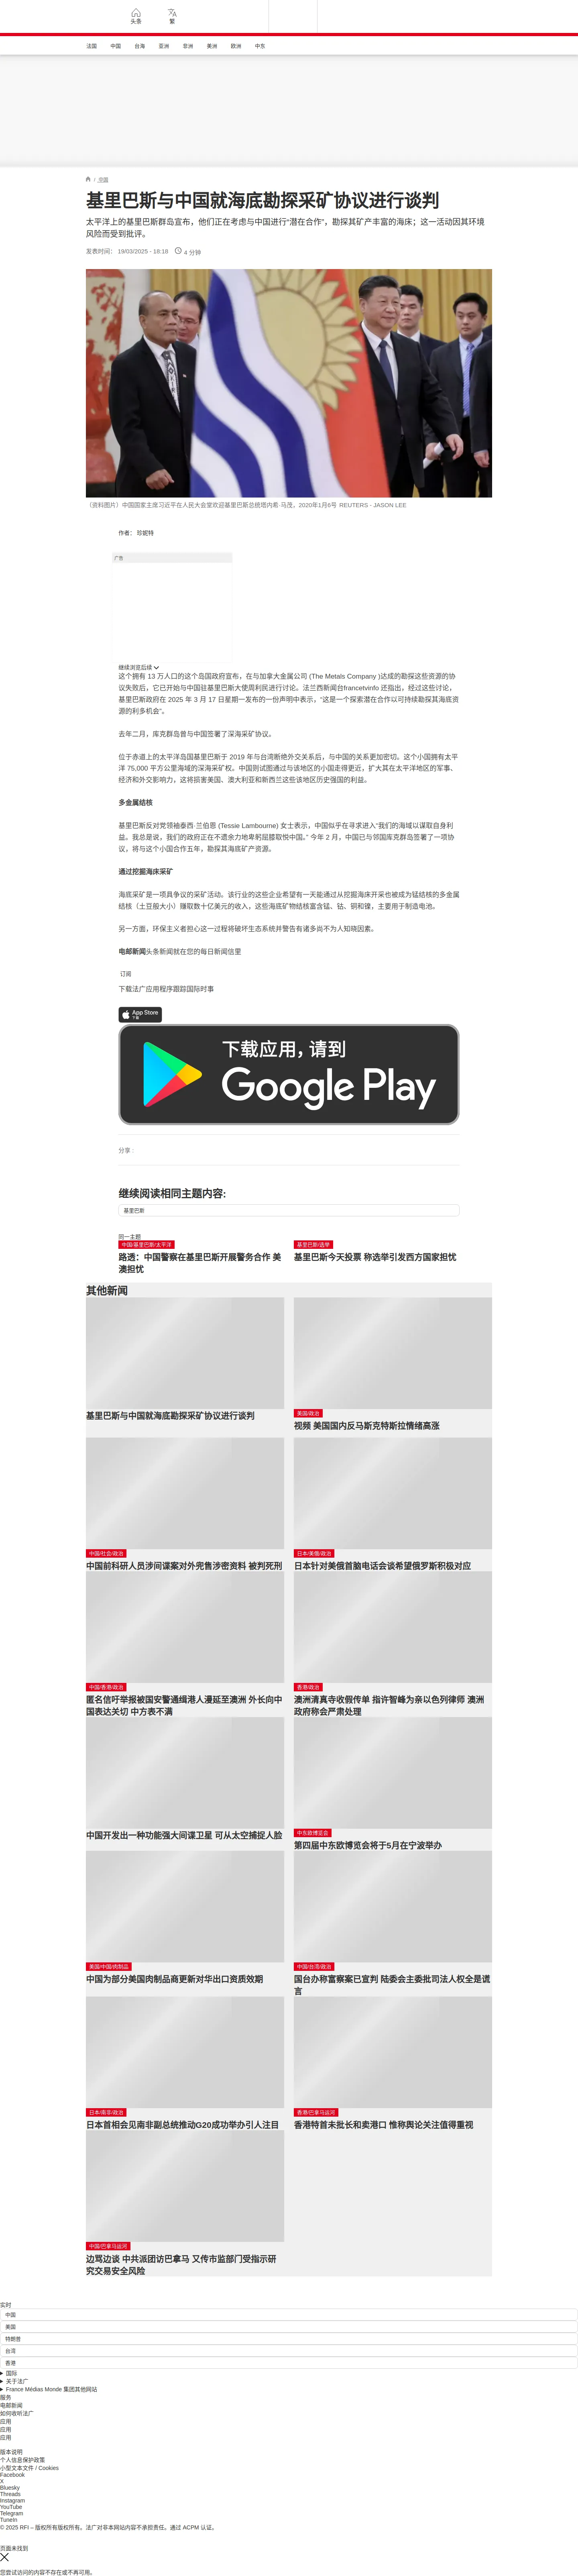 头条
繁
法国
中国
台海
亚洲
非洲
美洲
欧洲
中东
/ 中国
基里巴斯与中国就海底勘探采矿协议进行谈判
太平洋上的基里巴斯群岛宣布，他们正在考虑与中国进行“潜在合作”，勘探其矿产丰富的海床；这一活动因其环境
风险而受到批评。
发表时间： 19/03/2025 - 18:18
4 分钟
（资料图片）中国国家主席习近平在人民大会堂欢迎基里巴斯总统塔内希·马茂，2020年1月6号 REUTERS - JASON LEE
作者： 珍妮特
广告
继续浏览后续
这个拥有 13 万人口的这个岛国政府宣布，在与加拿大金属公司 (The Metals Company )达成的勘探这些资源的协
议失败后，它已开始与中国驻基里巴斯大使周利民进行讨论。法兰西新闻台francetvinfo 还指出，经过这些讨论，
基里巴斯政府在 2025 年 3 月 17 日星期一发布的一份声明中表示，“这是一个探索潜在合作以可持续勘探其海底资
源的利多机会”。
去年二月，库克群岛曾与中国签署了深海采矿协议。
位于赤道上的太平洋岛国基里巴斯于 2019 年与台湾断绝外交关系后，与中国的关系更加密切。这个小国拥有太平
洋 75,000 平方公里海域的深海采矿权。中国则试图通过与该地区的小国走得更近，扩大其在太平洋地区的军事、
经济和外交影响力，这将损害美国、澳大利亚和新西兰这些该地区历史强国的利益。
多金属结核
基里巴斯反对党领袖泰西·兰伯恩 (Tessie Lambourne) 女士表示，中国似乎在寻求进入“我们的海域以谋取自身利
益。我总是说，我们的政府正在不遗余力地卑躬屈膝取悦中国。” 今年 2 月，中国已与邻国库克群岛签署了一项协
议，将与这个小国合作五年，勘探其海底矿产资源。
通过挖掘海床采矿
海底采矿是一项具争议的采矿活动。该行业的这些企业希望有一天能通过从挖掘海床开采也被成为锰结核的多金属
结核（土豆般大小）赚取数十亿美元的收入，这些海底矿物结核富含锰、钴、铜和镍，主要用于制造电池。
另一方面，环保主义者担心这一过程将破坏生态系统并警告有诸多尚不为人知晓因素。
电邮新闻头条新闻就在您的每日新闻信里
订阅
下载法广应用程序跟踪国际时事
App Store
下载
下载应用，请到
Google Play
分享 :
继续阅读相同主题内容:
基里巴斯
同一主题
中国/基里巴斯/太平洋
路透：中国警察在基里巴斯开展警务合作 美
澳担忧
基里巴斯/选举
基里巴斯今天投票 称选举引发西方国家担忧
其他新闻
基里巴斯与中国就海底勘探采矿协议进行谈判
美国/政治
视频 美国国内反马斯克特斯拉情绪高涨
中国/社会/政治
中国前科研人员涉间谍案对外兜售涉密资料 被判死刑
日本/美俄/政治
日本针对美俄首脑电话会谈希望俄罗斯积极对应
中国/香港/政治
匿名信吁举报被国安警通缉港人漫延至澳洲 外长向中
国表达关切 中方表不满
香港/政治
澳洲清真寺收假传单 指许智峰为亲以色列律师 澳洲
政府称会严肃处理
中国开发出一种功能强大间谍卫星 可从太空捕捉人脸
中东欧博览会
第四届中东欧博览会将于5月在宁波举办
美国/中国/肉制品
中国为部分美国肉制品商更新对华出口资质效期
中国/台湾/政治
国台办称富察案已宣判 陆委会主委批司法人权全是谎
言
日本/南非/政治
日本首相会见南非副总统推动G20成功举办引人注目
香港/巴拿马运河
香港特首未批长和卖港口 惟称舆论关注值得重视
中国/巴拿马运河
边骂边谈 中共派团访巴拿马 又传市监部门受指示研
究交易安全风险
实时
中国
美国
特朗普
台湾
香港
国际
关于法广
France Médias Monde 集团其他网站
服务
电邮新闻
如何收听法广
应用
应用
应用
版本说明
个人信息保护政策
小型文本文件 / Cookies
Facebook
X
Bluesky
Threads
Instagram
YouTube
Telegram
TuneIn
© 2025 RFI – 版权所有版权所有。法广对非本网站内容不承担责任。通过 ACPM 认证。
页面未找到
您尝试访问的内容不存在或不再可用。